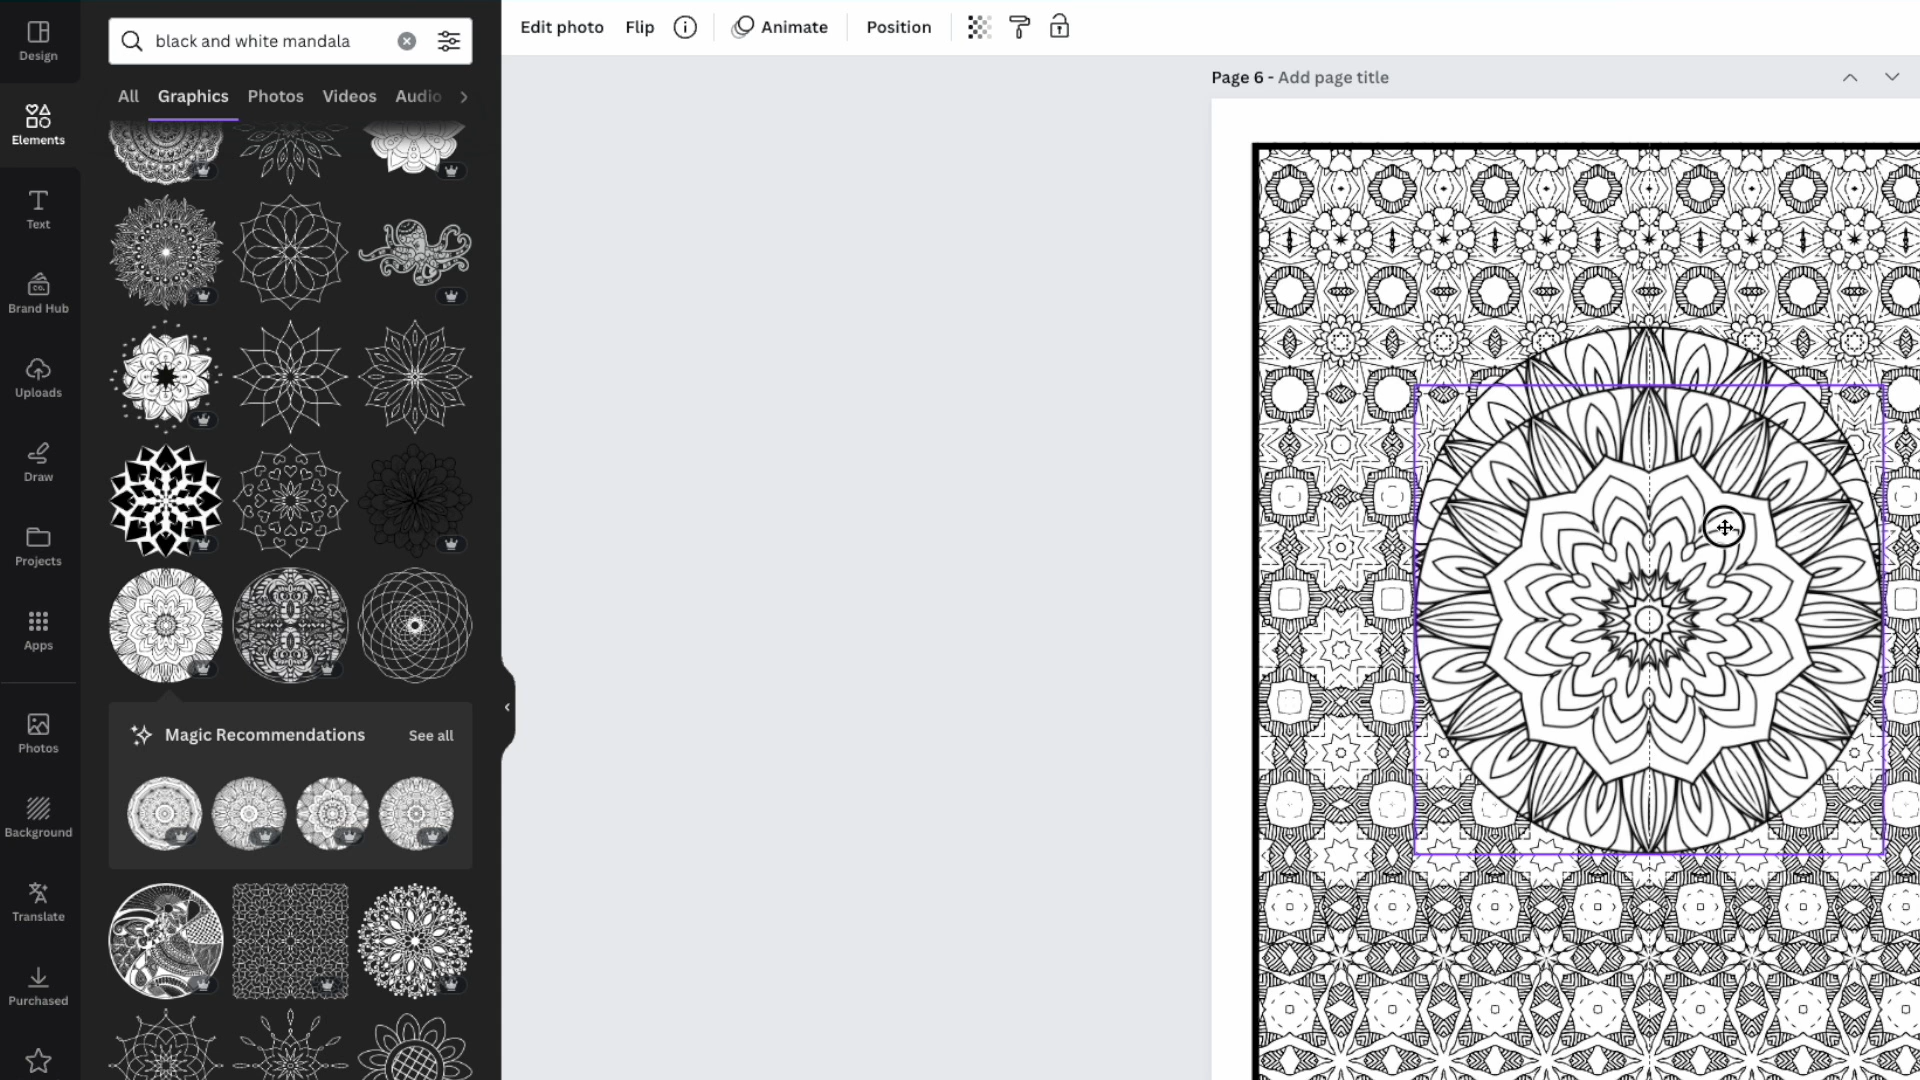 Design
Elements
Text
Brand Hub
Uploads
Draw
Projects
Apps
Photos
Background
Translate
Purchased
black and white mandala
All Graphics Photos Videos Audio
Magic Recommendations See all
Edit photo Flip Animate Position
Page 6 - Add page title
CO.